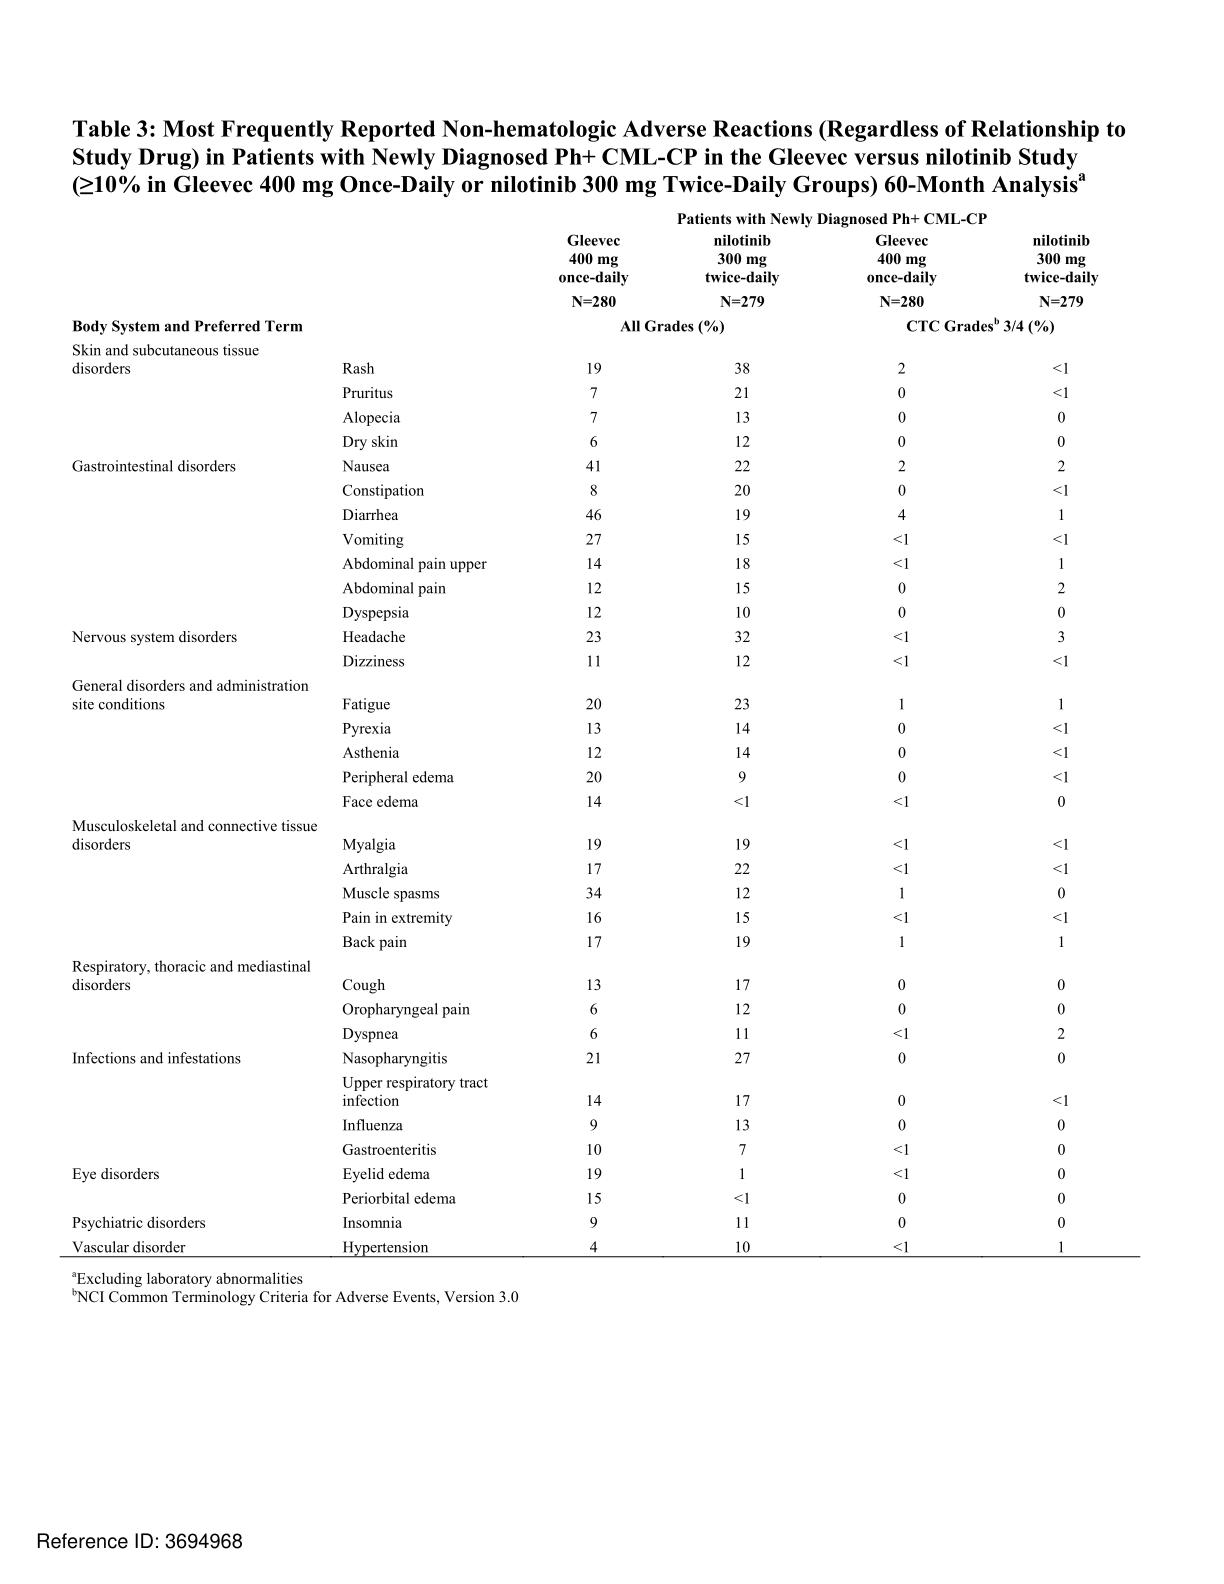 Table 3: Most Frequently Reported Non-hematologic Adverse Reactions (Regardless of Relationship to
Study Drug) in Patients with Newly Diagnosed Ph+ CML-CP in the Gleevec versus nilotinib Study
(≥10% in Gleevec 400 mg Once-Daily or nilotinib 300 mg Twice-Daily Groups) 60-Month Analysisa
Patients with Newly Diagnosed Ph+ CML-CP
Gleevec nilotinib Gleevec nilotinib
400 mg 300 mg 400 mg 300 mg
once-daily twice-daily once-daily twice-daily
N=280 N=279 N=280 N=279
Body System and Preferred Term All Grades (%) CTC Gradesb 3/4 (%)
Skin and subcutaneous tissue
disorders Rash 19 38 2 <1
Pruritus 7 21 0 <1
Alopecia 7 13 0 0
Dry skin 6 12 0 0
Gastrointestinal disorders Nausea 41 22 2 2
Constipation 8 20 0 <1
Diarrhea 46 19 4 1
Vomiting 27 15 <1 <1
Abdominal pain upper 14 18 <1 1
Abdominal pain 12 15 0 2
Dyspepsia 12 10 0 0
Nervous system disorders Headache 23 32 <1 3
Dizziness 11 12 <1 <1
General disorders and administration
site conditions Fatigue 20 23 1 1
Pyrexia 13 14 0 <1
Asthenia 12 14 0 <1
Peripheral edema 20 9 0 <1
Face edema 14 <1 <1 0
Musculoskeletal and connective tissue
disorders Myalgia 19 19 <1 <1
Arthralgia 17 22 <1 <1
Muscle spasms 34 12 1 0
Pain in extremity 16 15 <1 <1
Back pain 17 19 1 1
Respiratory, thoracic and mediastinal
disorders Cough 13 17 0 0
Oropharyngeal pain 6 12 0 0
Dyspnea 6 11 <1 2
Infections and infestations Nasopharyngitis 21 27 0 0
Upper respiratory tract
infection 14 17 0 <1
Influenza 9 13 0 0
Gastroenteritis 10 7 <1 0
Eye disorders Eyelid edema 19 1 <1 0
Periorbital edema 15 <1 0 0
Psychiatric disorders Insomnia 9 11 0 0
Vascular disorder Hypertension 4 10 <1 1
aExcluding laboratory abnormalities
bNCI Common Terminology Criteria for Adverse Events, Version 3.0
Reference ID: 3694968